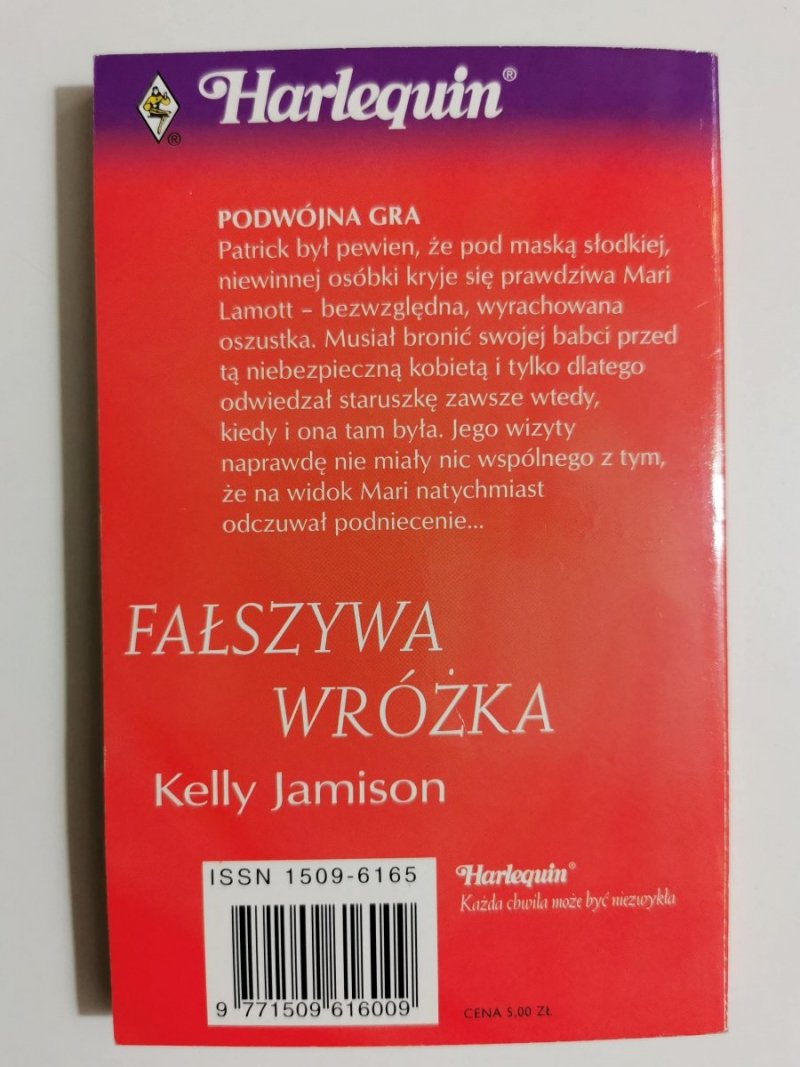 Harlequin®
®
PODWÓJNA GRA
Patrick był pewien, że pod maską słodkiej,
niewinnej osóbki kryje się prawdziwa Mari
Lamott – bezwzględna, wyrachowana
oszustka. Musiał bronić swojej babci przed
tą niebezpieczną kobietą i tylko dlatego
odwiedzał staruszkę zawsze wtedy,
kiedy i ona tam była. Jego wizyty
naprawdę nie miały nic wspólnego z tym,
że na widok Mari natychmiast
odczuwał podniecenie...
FAŁSZYWA
WRÓŻKA
Kelly Jamison
ISSN 1509-6165
9 771509 616009
Harlequin®
Każda chwila może być niezwykła
CENA 5,00 ZŁ